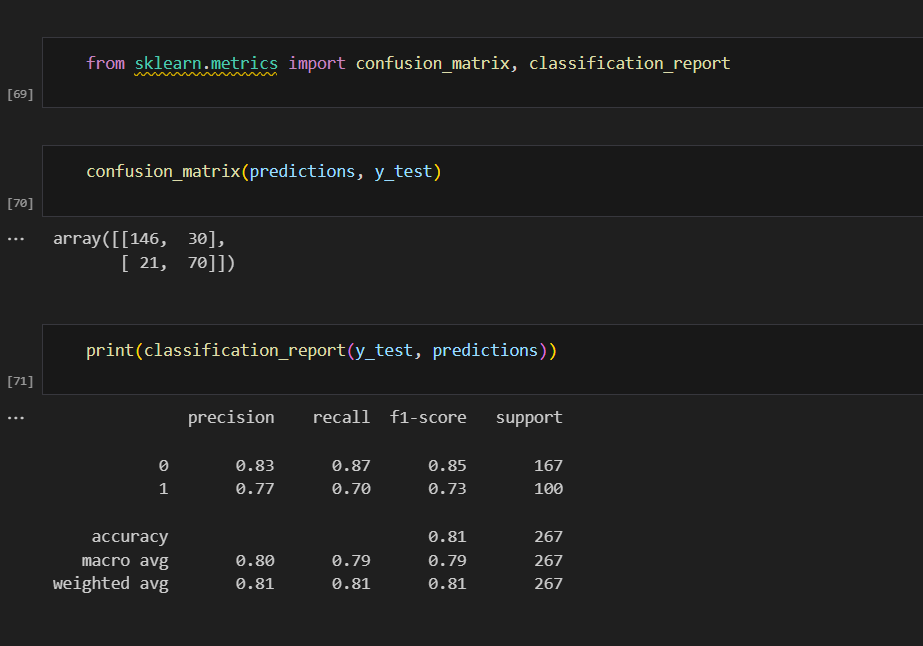 from sklearn.metrics import confusion_matrix, classification_report
[69]
confusion_matrix(predictions, y_test)
[70]
... array([[146,  30],
       [ 21,  70]])
print(classification_report(y_test, predictions))
[71]
...
precision    recall  f1-score   support
0       0.83      0.87      0.85       167
1       0.77      0.70      0.73       100
accuracy                           0.81       267
macro avg       0.80      0.79      0.79       267
weighted avg       0.81      0.81      0.81       267